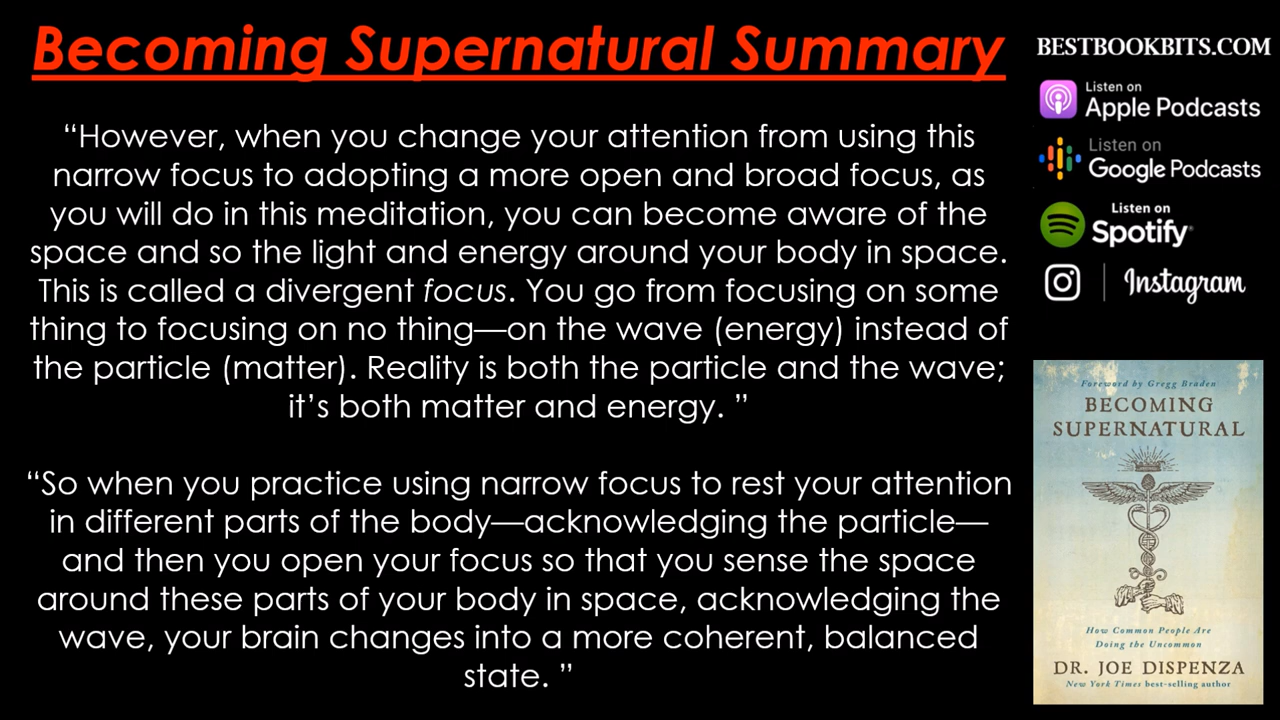 Becoming Supernatural Summary
“However, when you change your attention from using this
narrow focus to adopting a more open and broad focus, as
you will do in this meditation, you can become aware of the
space and so the light and energy around your body in space.
This is called a divergent focus. You go from focusing on some
thing to focusing on no thing—on the wave (energy) instead of
the particle (matter). Reality is both the particle and the wave;
it’s both matter and energy. ”
“So when you practice using narrow focus to rest your attention
in different parts of the body—acknowledging the particle—
and then you open your focus so that you sense the space
around these parts of your body in space, acknowledging the
wave, your brain changes into a more coherent, balanced
state. ”
BESTBOOKBITS.COM
Listen on
Apple Podcasts
Listen on
Google Podcasts
Listen on
Spotify
Instagram
Foreword by Gregg Braden
BECOMING
SUPERNATURAL
How Common People Are
Doing the Uncommon
DR. JOE DISPENZA
New York Times best-selling author